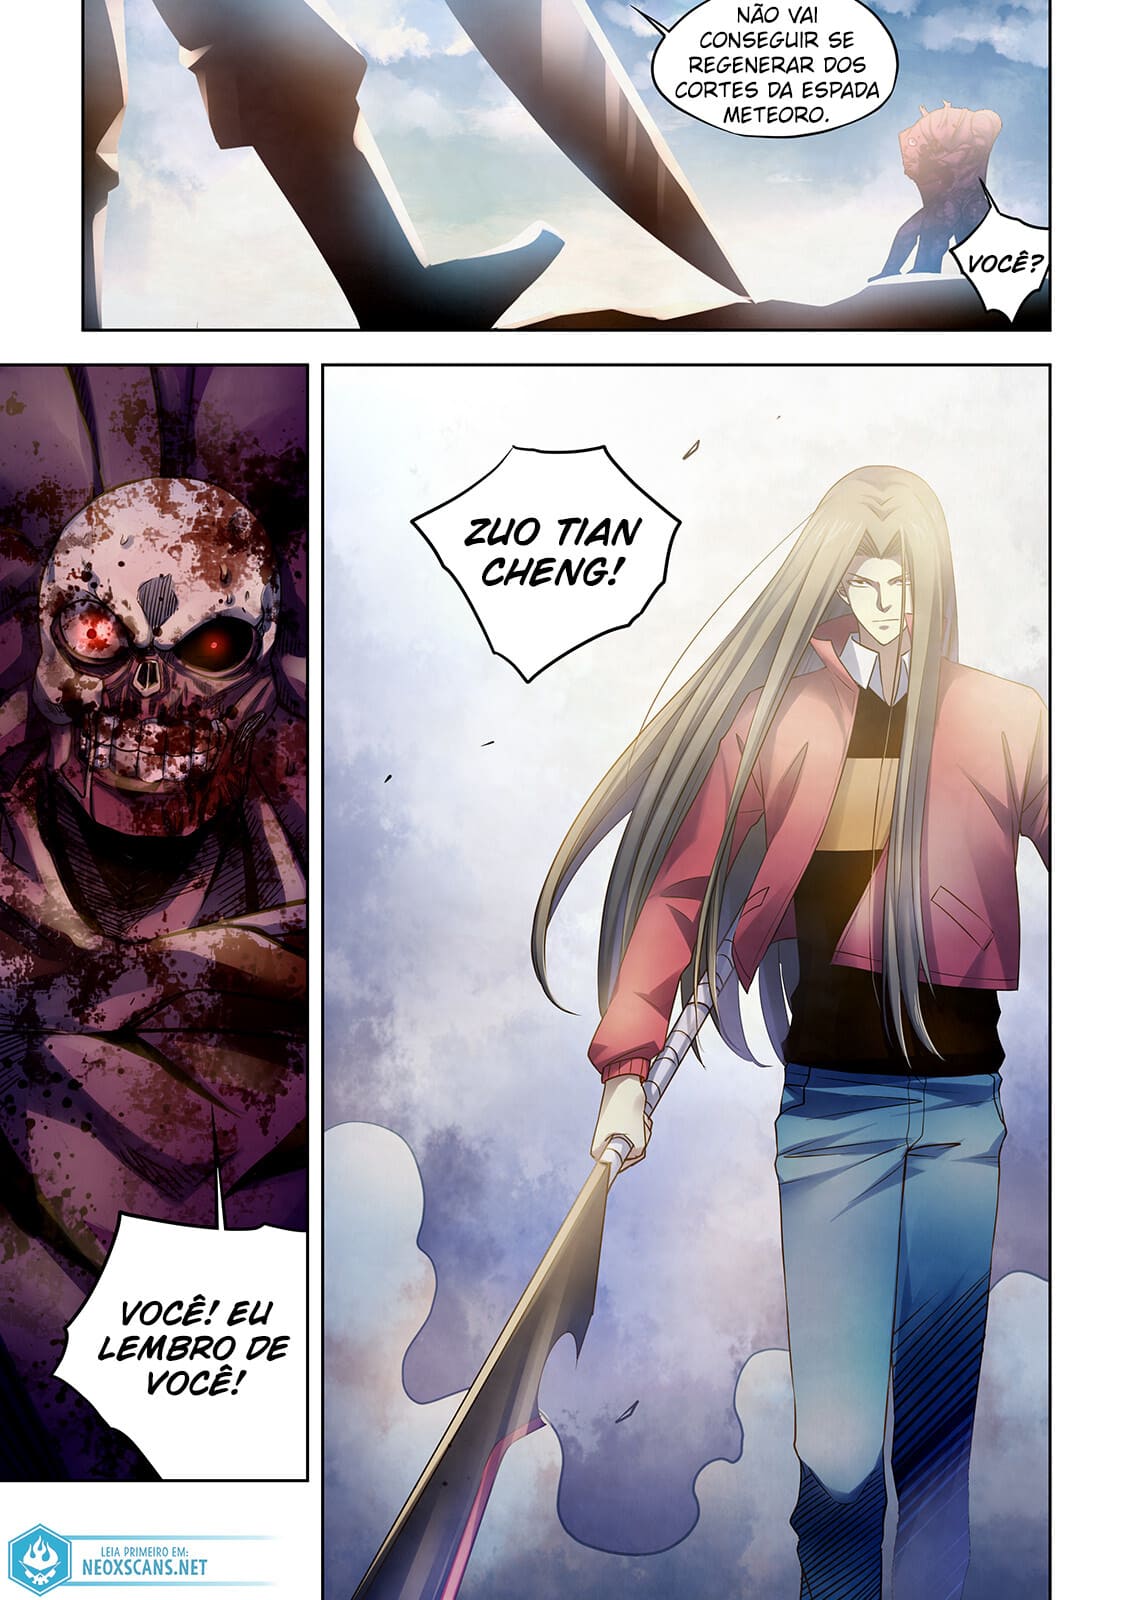 NÃO VAI
CONSEGUIR SE
REGENERAR DOS
CORTES DA ESPADA
METEORO.
VOCÊ?
ZUO TIAN
CHENG!
VOCÊ! EU
LEMBRO DE
VOCÊ!
LEIA PRIMEIRO EM:
NEOXSCANS.NET